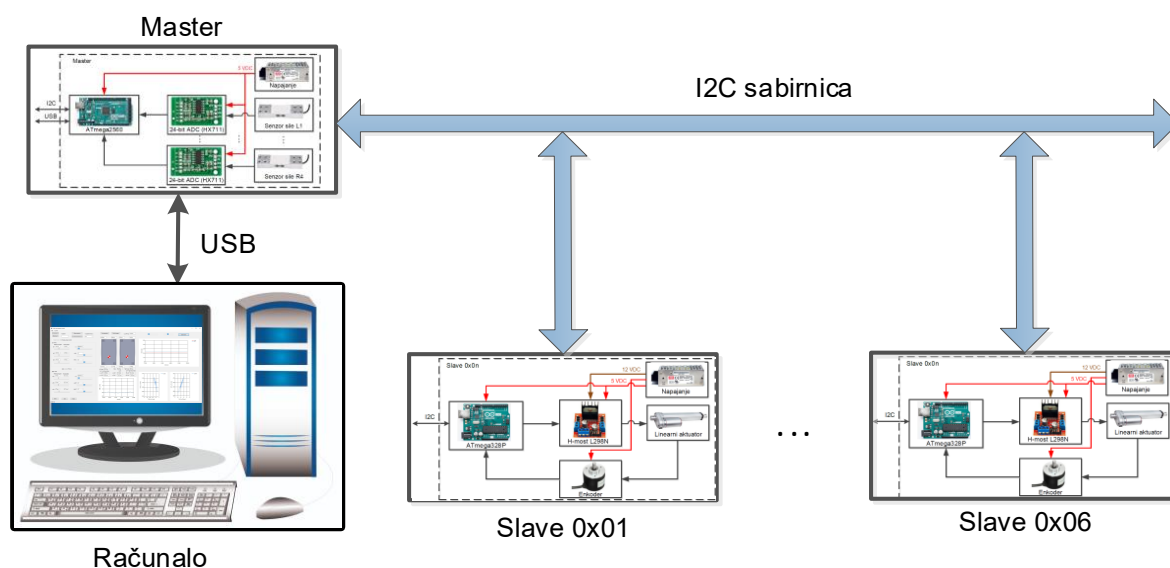 Master
Master
5 VDC
Napajanje
I2C
USB
ATmega2560
24-bit ADC (HX711)
Senzor sile L1
24-bit ADC (HX711)
Senzor sile R4
I2C sabirnica
USB
Računalo
Slave 0x0n
12 VDC
5 VDC
Napajanje
I2C
ATmega328P
H-most L298N
Linearni aktuator
Enkoder
Slave 0x01
...
Slave 0x0n
12 VDC
5 VDC
Napajanje
I2C
ATmega328P
H-most L298N
Linearni aktuator
Enkoder
Slave 0x06